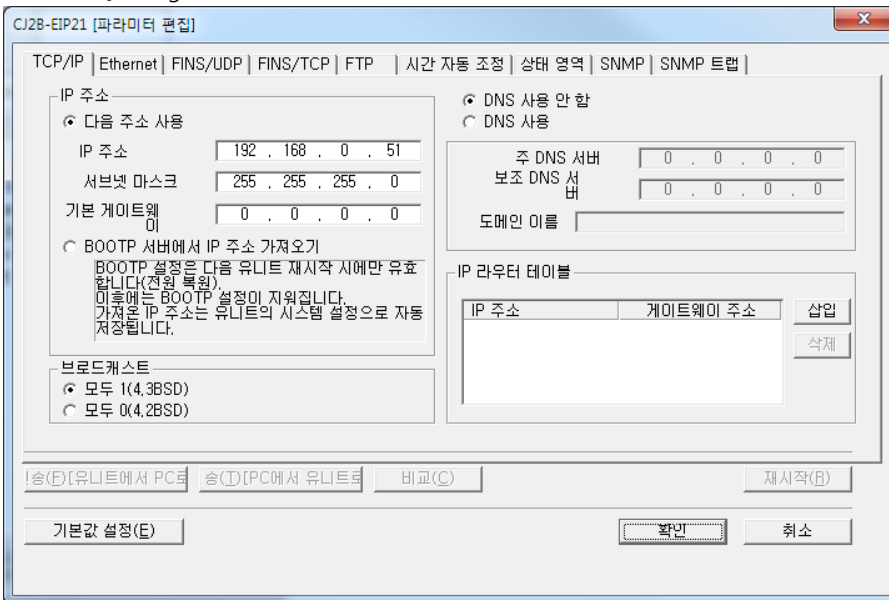 CJ2B-EIP21 [파라미터 편집]
TCP/IP Ethernet FINS/UDP FINS/TCP FTP 시간 자동 조정 상태 영역 SNMP SNMP 트랩
IP 주소
다음 주소 사용
IP 주소 192 . 168 . 0 . 51
서브넷 마스크 255 . 255 . 255 . 0
기본 게이트웨
이 0 . 0 . 0 . 0
BOOTP 서버에서 IP 주소 가져오기
BOOTP 설정은 다음 유니트 재시작 시에만 유효
합니다(전원 복원).
이후에는 BOOTP 설정이 지워집니다.
가져온 IP 주소는 유니트의 시스템 설정으로 자동
저장됩니다.
브로드캐스트
모두 1(4,3BSD)
모두 0(4,2BSD)
DNS 사용 안 함
DNS 사용
주 DNS 서버 0 . 0 . 0 . 0
보조 DNS 서
버 0 . 0 . 0 . 0
도메인 이름
IP 라우터 테이블
IP 주소 게이트웨이 주소
삽입
삭제
송(F)[유니트에서 PC로 송(T)[PC에서 유니트로 비교(C) 재시작(R)
기본값 설정(E) 확인 취소